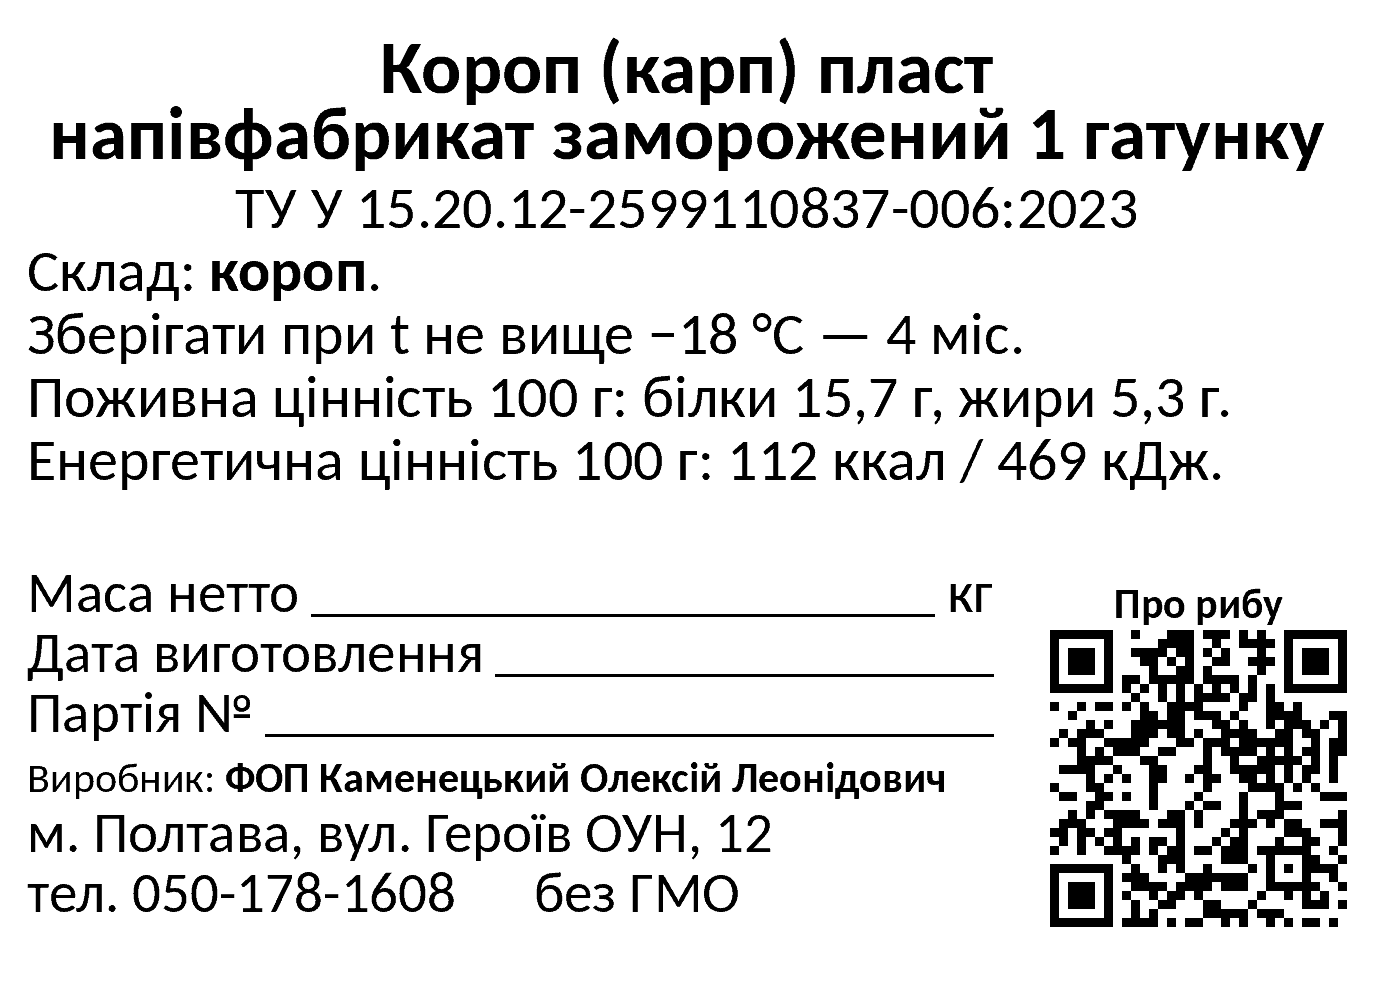 Короп (карп) пласт
напівфабрикат заморожений 1 гатунку
ТУ У 15.20.12-2599110837-006:2023
Склад: короп.
Зберігати при t не вище −18 °С — 4 міс.
Поживна цінність 100 г: білки 15,7 г, жири 5,3 г.
Енергетична цінність 100 г: 112 ккал / 469 кДж.
Маса нетто ______ кг
Дата виготовлення ______
Партія № ______
Про рибу
Виробник: ФОП Каменецький Олексій Леонідович
м. Полтава, вул. Героїв ОУН, 12
тел. 050-178-1608 без ГМО